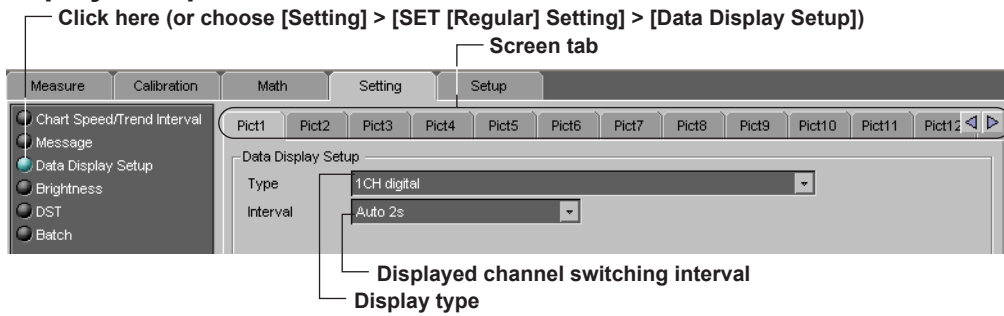 Click here (or choose [Setting] > [SET [Regular] Setting] > [Data Display Setup])
Screen tab
Measure Calibration Math Setting Setup
Chart Speed/Trend Interval
Message
Data Display Setup
Brightness
DST
Batch
Pict1 Pict2 Pict3 Pict4 Pict5 Pict6 Pict7 Pict8 Pict9 Pict10 Pict11 Pict12
Data Display Setup
Type 1CH digital
Interval Auto 2s
Displayed channel switching interval
Display type